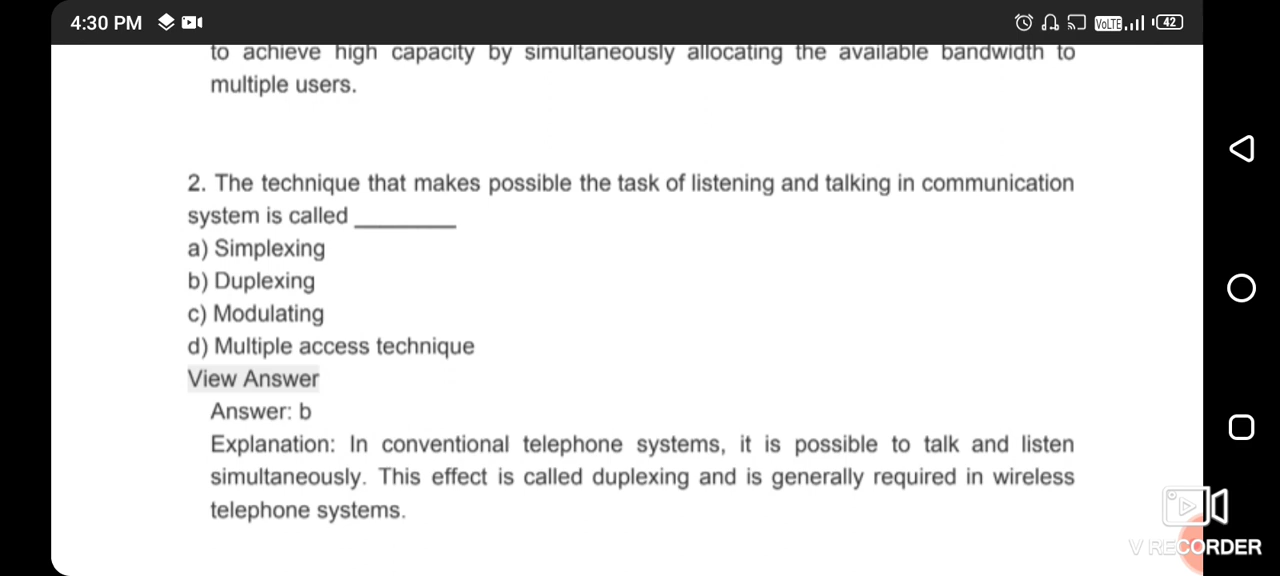 4:30 PM
VoLTE 42
to achieve high capacity by simultaneously allocating the available bandwidth to
multiple users.
2. The technique that makes possible the task of listening and talking in communication
system is called ________
a) Simplexing
b) Duplexing
c) Modulating
d) Multiple access technique
View Answer
Answer: b
Explanation: In conventional telephone systems, it is possible to talk and listen
simultaneously. This effect is called duplexing and is generally required in wireless
telephone systems.
V RECORDER